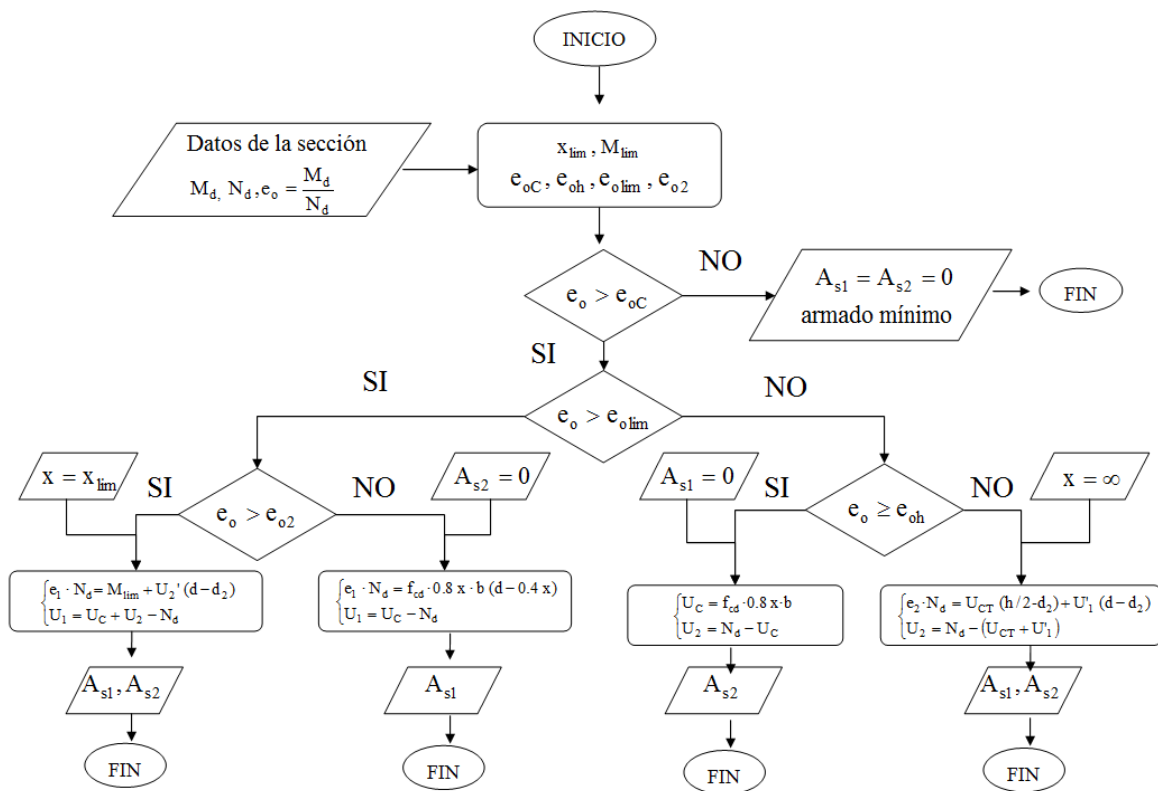 INICIO
Datos de la sección
M_d, N_d, e_o = M_d / N_d
x_lim , M_lim
e_oC , e_oh , e_o lim , e_o2
e_o > e_oC
NO
A_s1 = A_s2 = 0
armado mínimo
FIN
SI
e_o > e_o lim
SI
NO
x = x_lim
SI
e_o > e_o2
NO
A_s2 = 0
A_s1 = 0
SI
e_o ≥ e_oh
NO
x = ∞
e_1 · N_d = M_lim + U_2' (d − d_2)
U_1 = U_C + U_2 − N_d
e_1 · N_d = f_cd · 0.8 x · b (d − 0.4 x)
U_1 = U_C − N_d
U_C = f_cd · 0.8 x · b
U_2 = N_d − U_C
e_2 · N_d = U_CT (h / 2 - d_2) + U'_1 (d − d_2)
U_2 = N_d − (U_CT + U'_1)
A_s1 , A_s2
A_s1
A_s2
A_s1 , A_s2
FIN
FIN
FIN
FIN